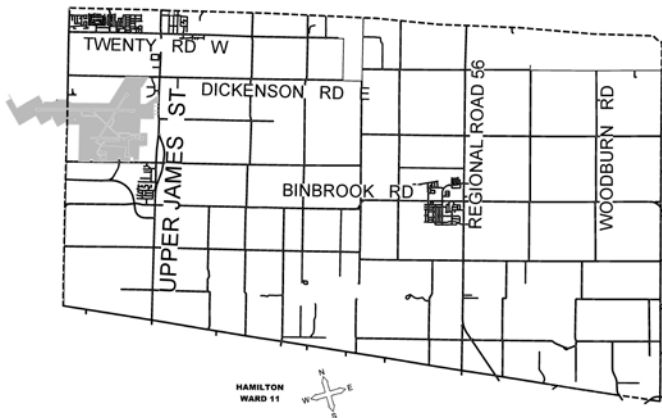 TWENTY RD W
DICKENSON RD E
UPPER JAMES ST
BINBROOK RD
REGIONAL ROAD 56
WOODBURN RD
HAMILTON
WARD 11
N
W E
S